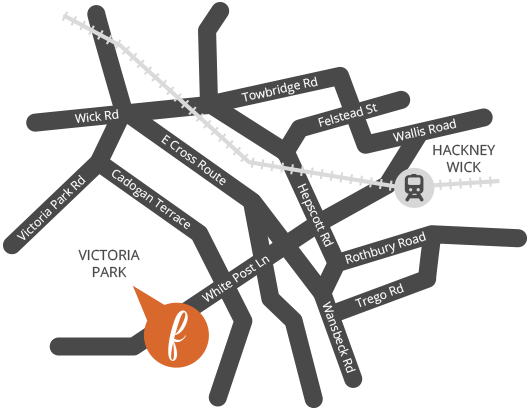 Towbridge Rd
Wick Rd
Felstead St
Wallis Road
E Cross Route
HACKNEY
WICK
Victoria Park Rd
Cadogan Terrace
Hepscott Rd
Rothbury Road
VICTORIA
PARK
White Post Ln
Trego Rd
Wansbeck Rd
f